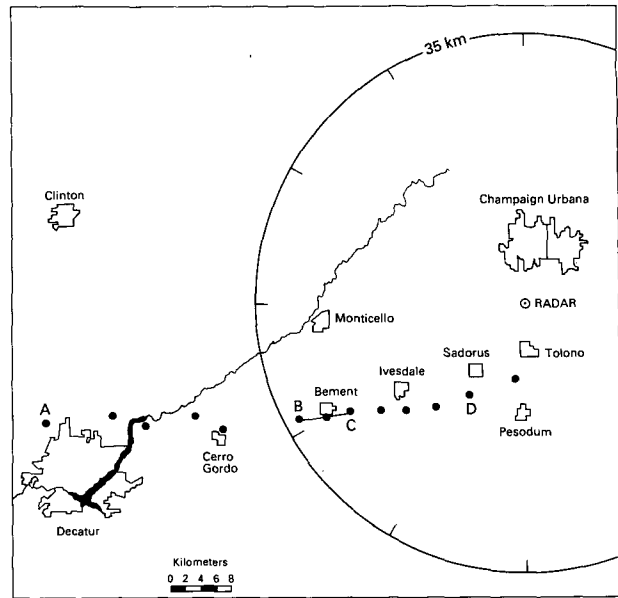 35 km
Clinton
Champaign Urbana
RADAR
Monticello
Sadorus
Tolono
Ivesdale
Bement
A
B
C
D
Pesodum
Cerro
Gordo
Decatur
Kilometers
0 2 4 6 8